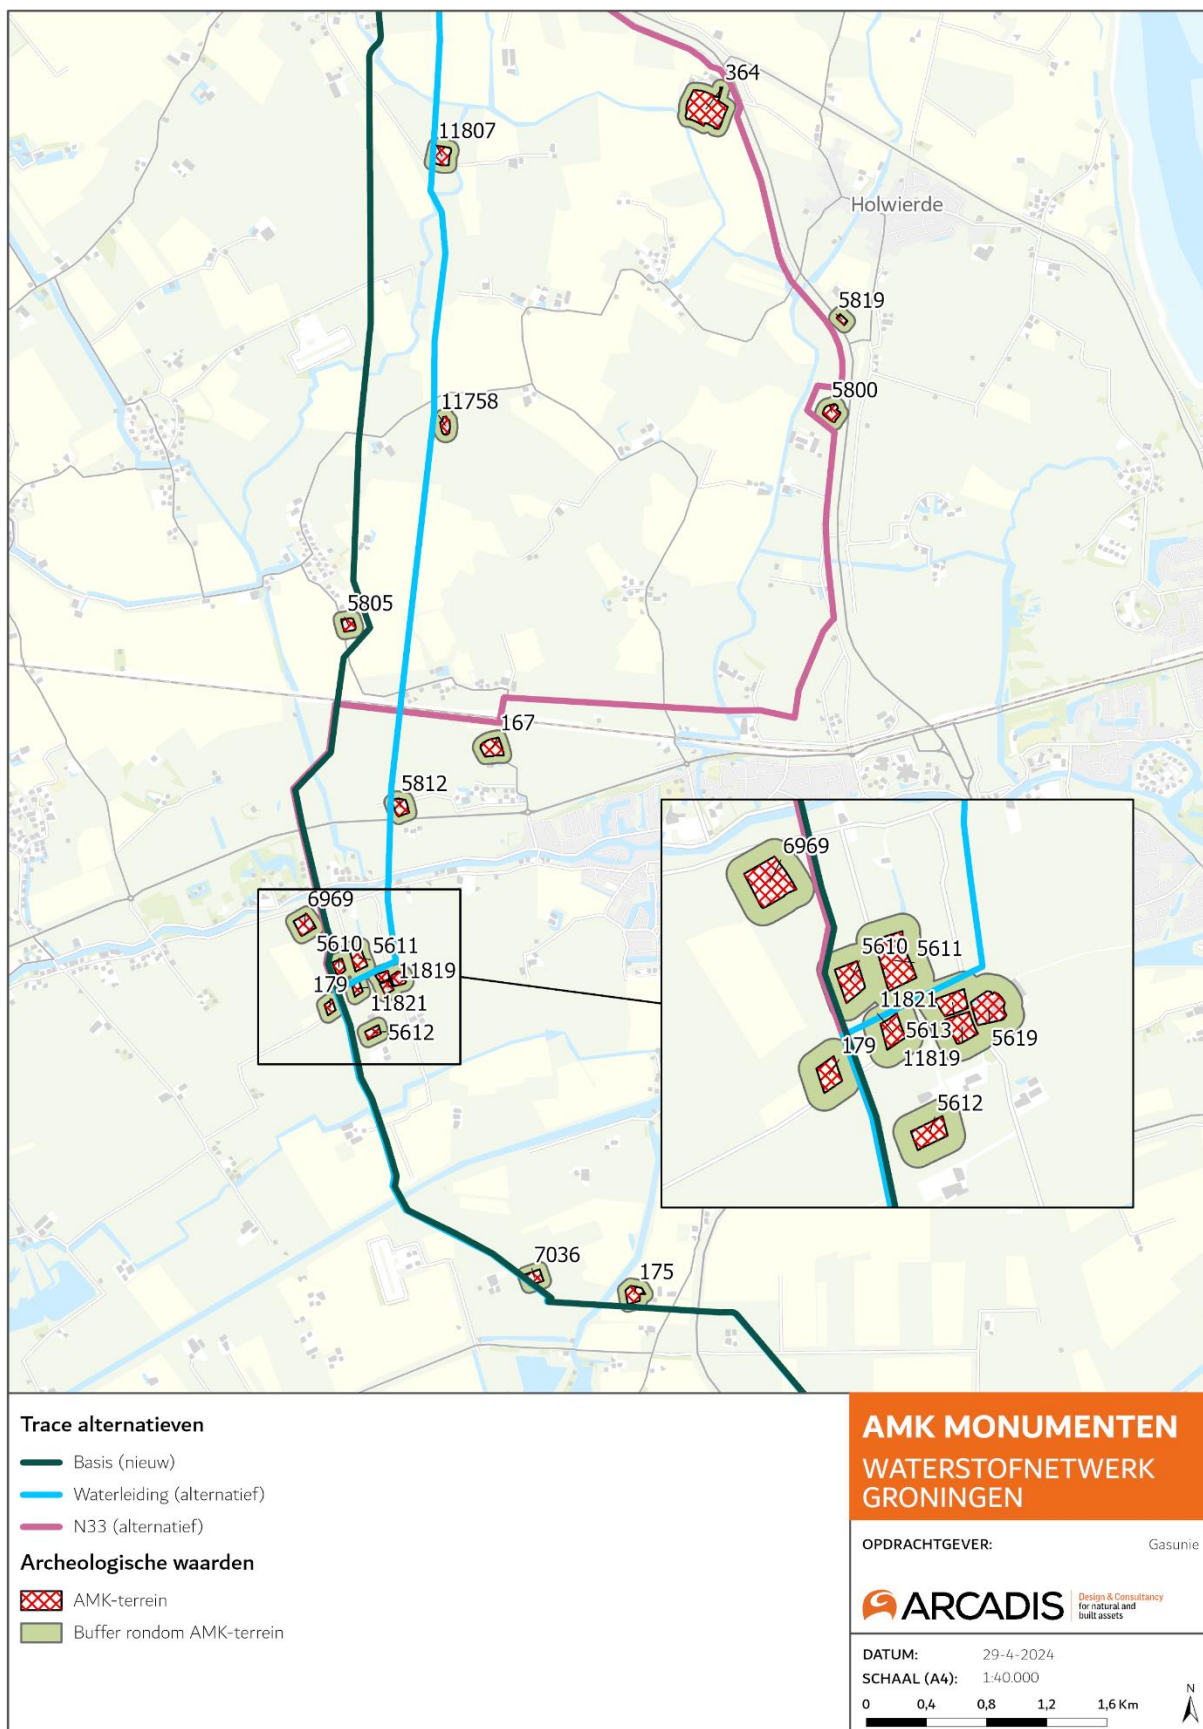 364
11807
Holwierde
5819
11758
5800
5805
167
5812
6969
5610
5611
179
11819
11821
5612
6969
5610
5611
11821
5613
179
11819
5619
5612
7036
175
Trace alternatieven
Basis (nieuw)
Waterleiding (alternatief)
N33 (alternatief)
Archeologische waarden
AMK-terrein
Buffer rondom AMK-terrein
AMK MONUMENTEN
WATERSTOFNETWERK
GRONINGEN
OPDRACHTGEVER: Gasunie
ARCADIS
Design & Consultancy
for natural and
built assets
DATUM: 29-4-2024
SCHAAL (A4): 1:40.000
0 0,4 0,8 1,2 1,6 Km
N